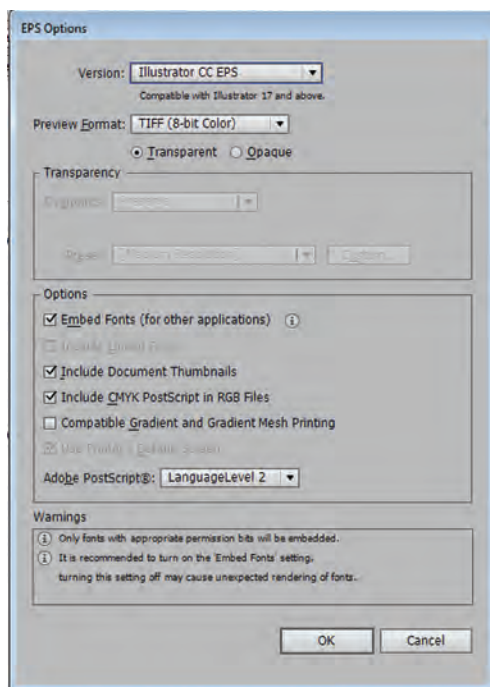 EPS Options
Version: Illustrator CC EPS
Compatible with Illustrator 17 and above.
Preview Format: TIFF (8-bit Color)
Transparent Opaque
Transparency
Options
Embed Fonts (for other applications)
Include Document Thumbnails
Include CMYK PostScript in RGB Files
Compatible Gradient and Gradient Mesh Printing
Adobe PostScript®: LanguageLevel 2
Warnings
Only fonts with appropriate permission bits will be embedded.
It is recommended to turn on the 'Embed Fonts' setting,
turning this setting off may cause unexpected rendering of fonts.
OK Cancel